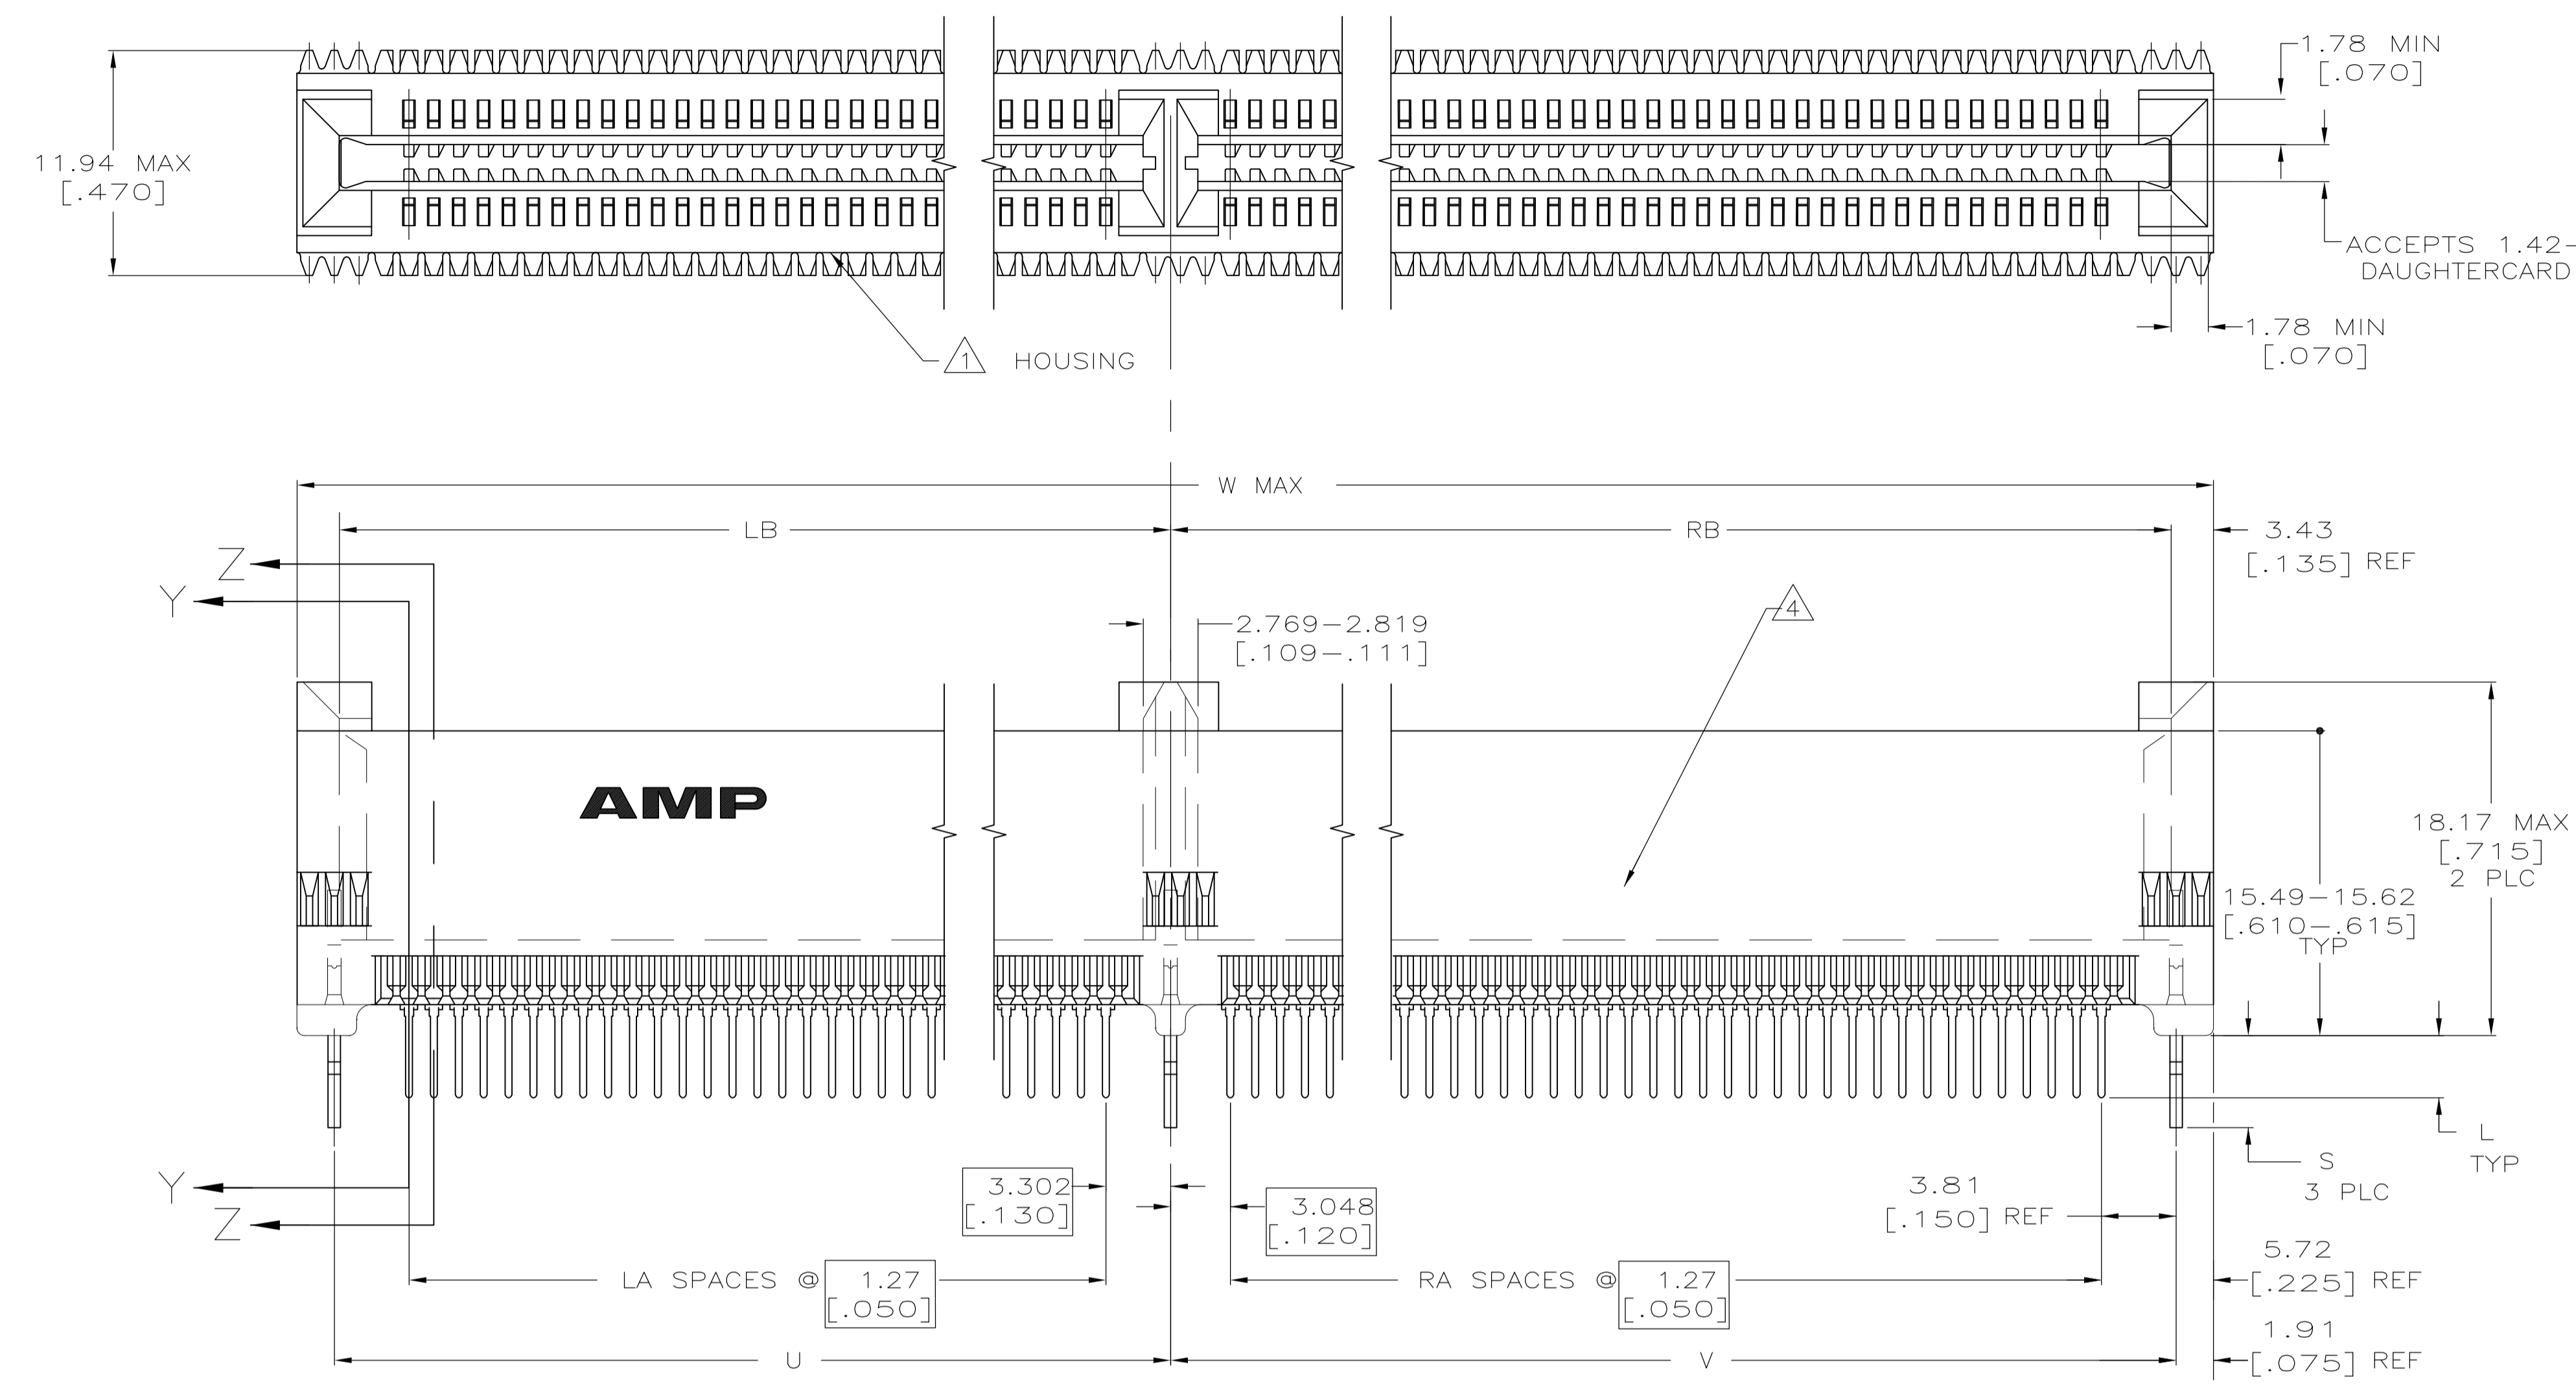 1.78 MIN
[.070]
11.94 MAX
[.470]
ACCEPTS 1.42-
DAUGHTERCARD
1.78 MIN
[.070]
1 HOUSING
W MAX
LB
RB
3.43
[.135] REF
Z
Y
4
2.769-2.819
[.109-.111]
AMP
18.17 MAX
[.715]
2 PLC
15.49-15.62
[.610-.615]
TYP
L
TYP
S
3 PLC
Y
Z
3.302
[.130]
3.048
[.120]
3.81
[.150] REF
5.72
[.225] REF
LA SPACES @ 1.27
[.050]
RA SPACES @ 1.27
[.050]
1.91
[.075] REF
U
V